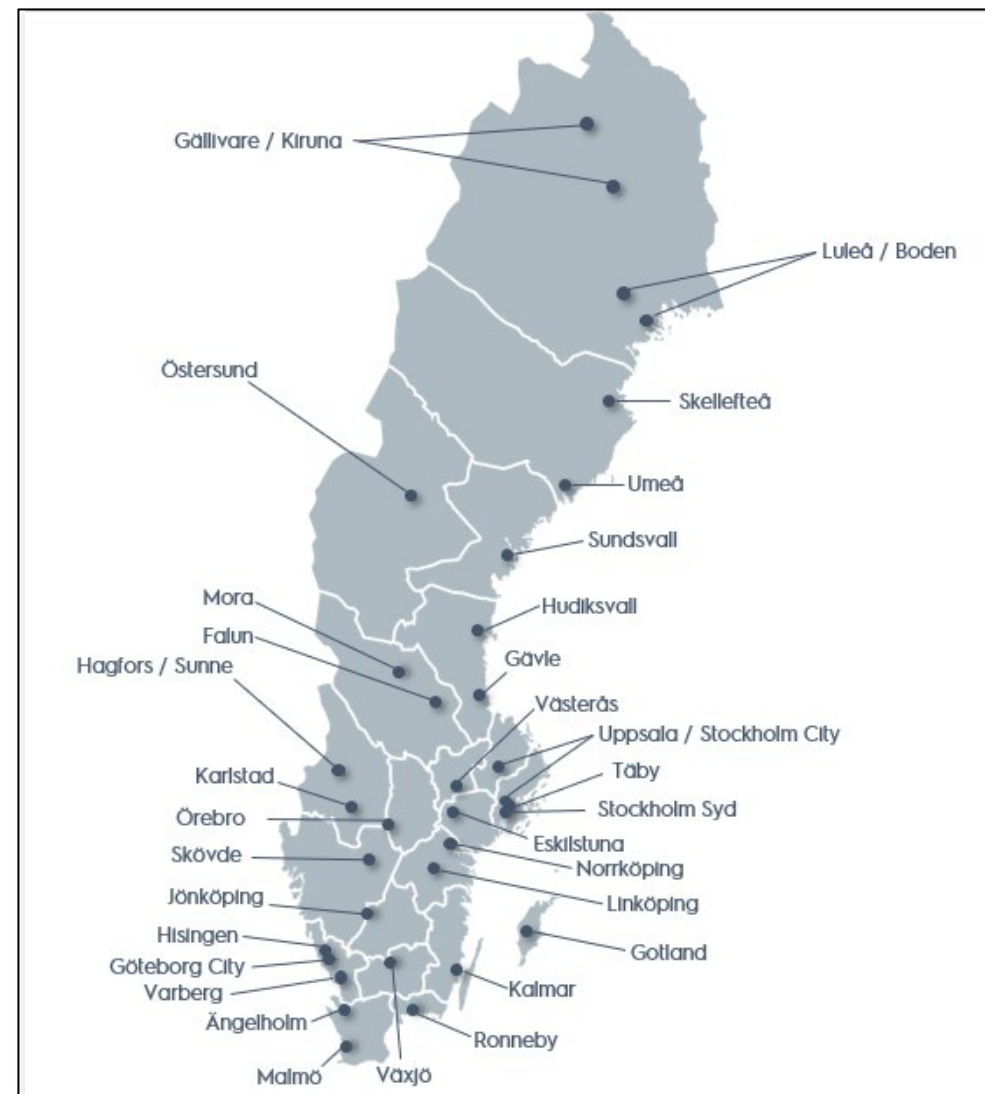 Gällivare / Kiruna
Luleå / Boden
Östersund
Skellefteå
Umeå
Sundsvall
Mora
Hudiksvall
Falun
Hagfors / Sunne
Gävle
Västerås
Uppsala / Stockholm City
Karlstad
Täby
Örebro
Stockholm Syd
Eskilstuna
Skövde
Norrköping
Jönköping
Linköping
Hisingen
Gotland
Göteborg City
Varberg
Kalmar
Ängelholm
Ronneby
Malmö
Växjö